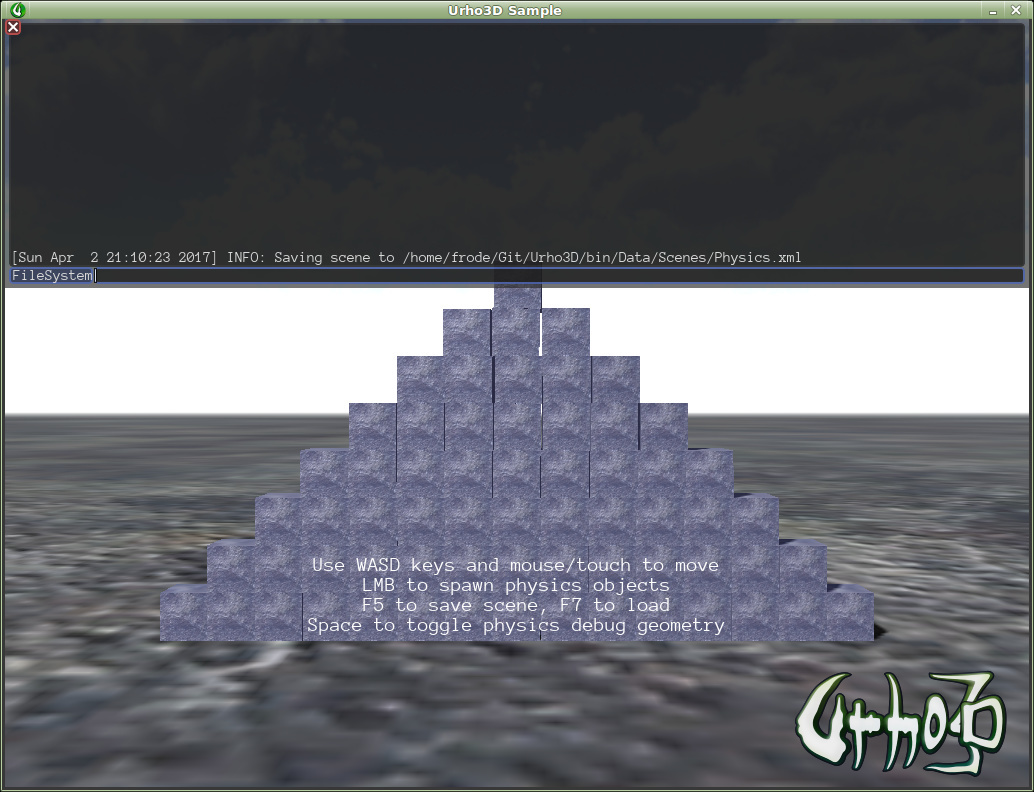 Urho3D Sample
[Sun Apr  2 21:10:23 2017] INFO: Saving scene to /home/frode/Git/Urho3D/bin/Data/Scenes/Physics.xml
FileSystem
Use WASD keys and mouse/touch to move
LMB to spawn physics objects
F5 to save scene, F7 to load
Space to toggle physics debug geometry
Urho3D